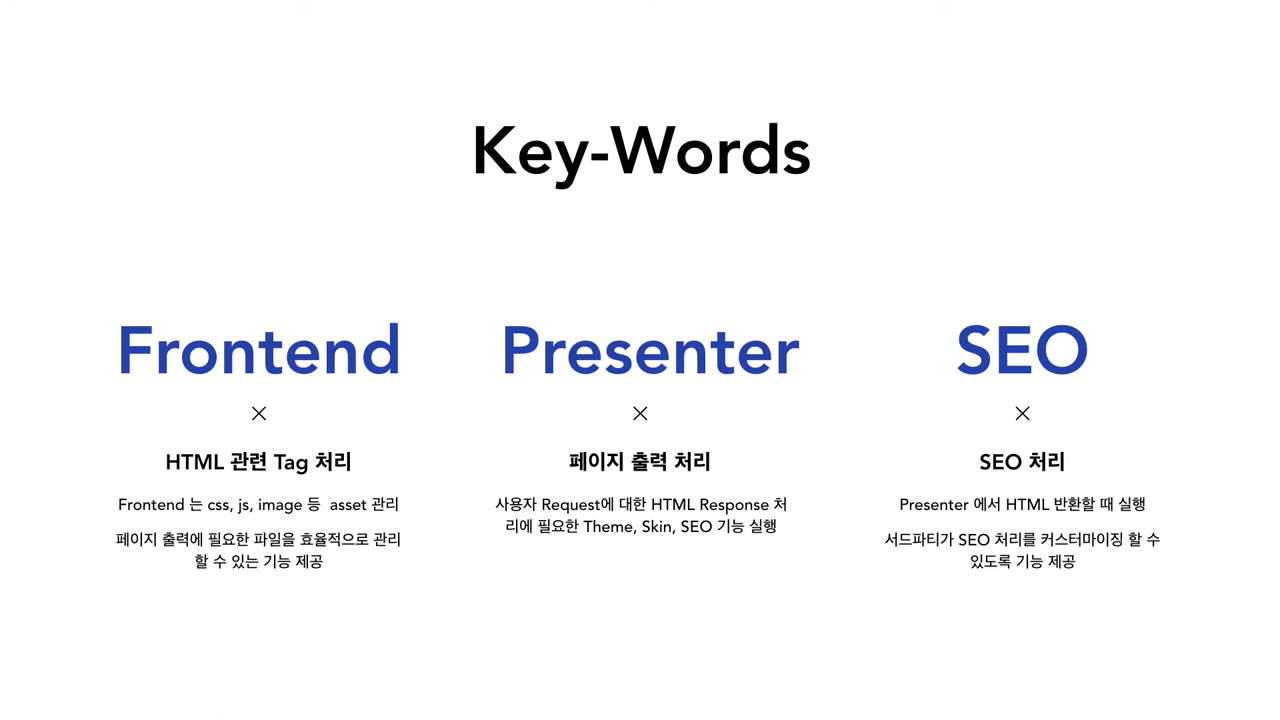 Key-Words
Frontend
×
HTML 관련 Tag 처리
Frontend 는 css, js, image 등 asset 관리
페이지 출력에 필요한 파일을 효율적으로 관리
할 수 있는 기능 제공
Presenter
×
페이지 출력 처리
사용자 Request에 대한 HTML Response 처
리에 필요한 Theme, Skin, SEO 기능 실행
SEO
×
SEO 처리
Presenter 에서 HTML 반환할 때 실행
서드파티가 SEO 처리를 커스터마이징 할 수
있도록 기능 제공